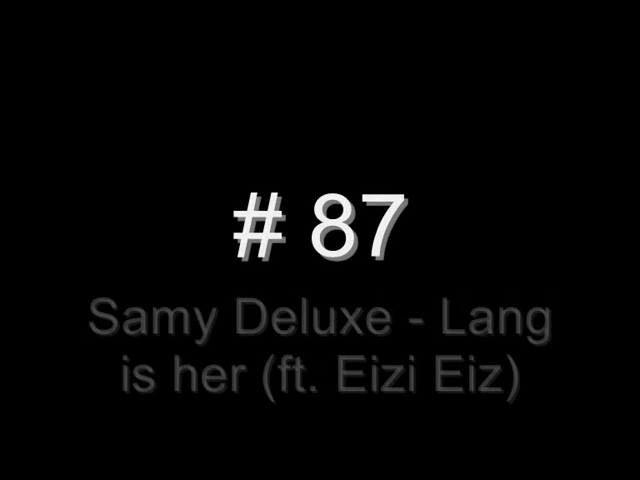 # 87
Samy Deluxe - Lang
is her (ft. Eizi Eiz)